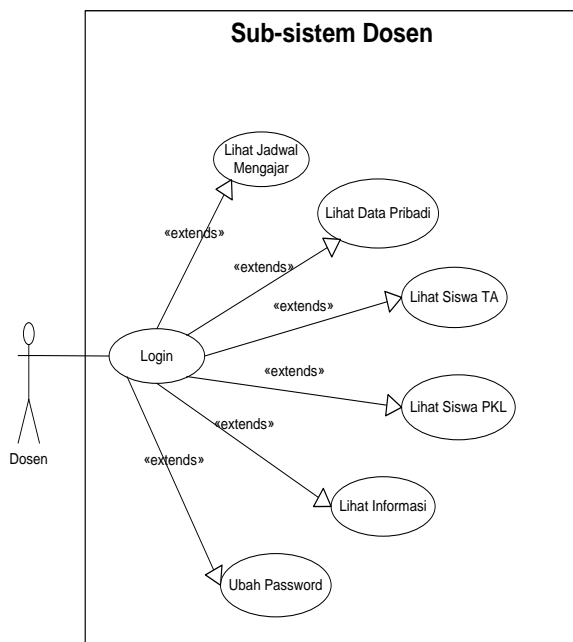 Sub-sistem Dosen
Lihat Jadwal
Mengajar
Lihat Data Pribadi
«extends»
«extends»
Lihat Siswa TA
«extends»
Login
«extends»
Lihat Siswa PKL
«extends»
Dosen
«extends»
Lihat Informasi
Ubah Password